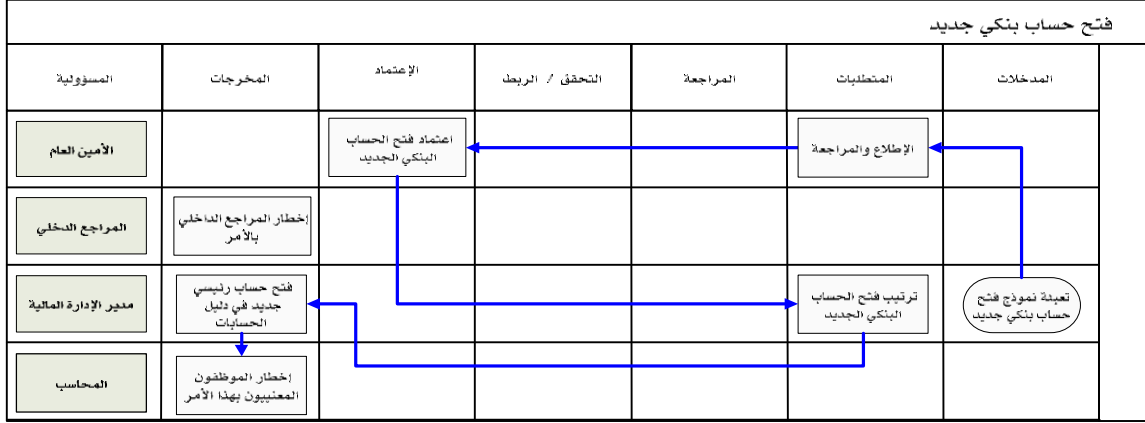 فتح حساب بنكي جديد
المدخلات
المتطلبات
المراجعة
التحقق / الربط
الإعتماد
المخرجات
المسؤولية
الإطلاع والمراجعة
اعتماد فتح الحساب
البنكي الجديد
الأمين العام
إخطار المراجع الداخلي
بالأمر
المراجع الدخلي
تعبئة نموذج فتح
حساب بنكي جديد
ترتيب فتح الحساب
البنكي الجديد
فتح حساب رئيسي
جديد في دليل
الحسابات
مدير الإدارة المالية
إخطار الموظفون
المعنييون بهذا الأمر
المحاسب